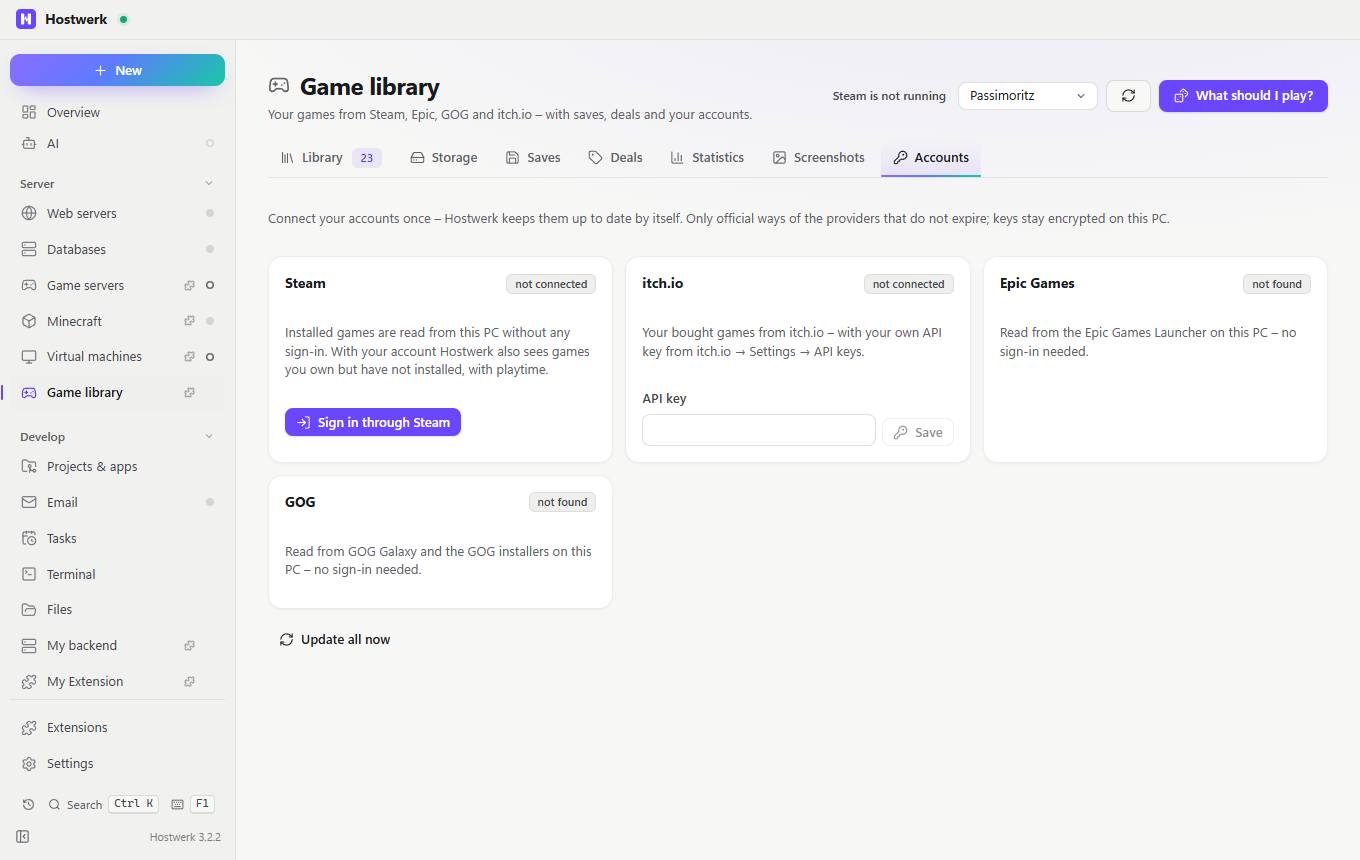 Hostwerk
New
Overview
AI
Server
Web servers
Databases
Game servers
Minecraft
Virtual machines
Game library
Develop
Projects & apps
Email
Tasks
Terminal
Files
My backend
My Extension
Extensions
Settings
Search Ctrl K F1
Hostwerk 3.2.2
Game library
Your games from Steam, Epic, GOG and itch.io – with saves, deals and your accounts.
Steam is not running
Passimoritz
What should I play?
Library 23
Storage
Saves
Deals
Statistics
Screenshots
Accounts
Connect your accounts once – Hostwerk keeps them up to date by itself. Only official ways of the providers that do not expire; keys stay encrypted on this PC.
Steam
not connected
Installed games are read from this PC without any
sign-in. With your account Hostwerk also sees games
you own but have not installed, with playtime.
Sign in through Steam
itch.io
not connected
Your bought games from itch.io – with your own API
key from itch.io → Settings → API keys.
API key
Save
Epic Games
not found
Read from the Epic Games Launcher on this PC – no
sign-in needed.
GOG
not found
Read from GOG Galaxy and the GOG installers on this
PC – no sign-in needed.
Update all now